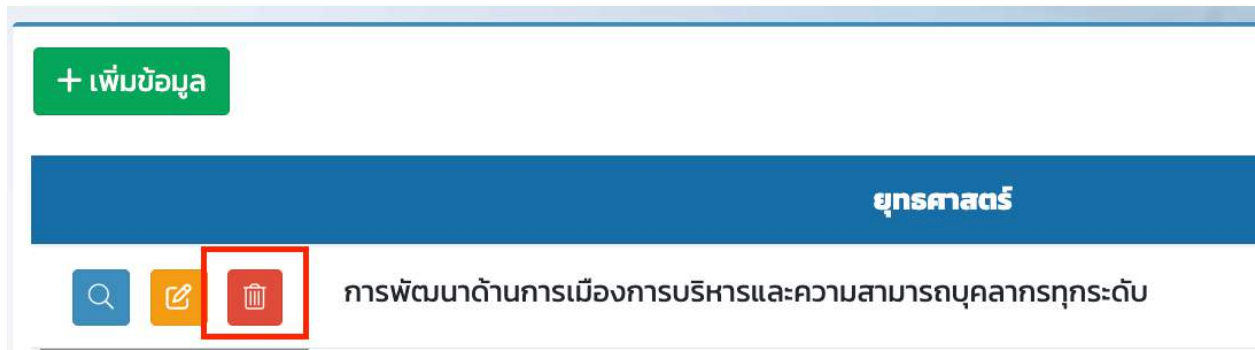 + เพิ่มข้อมูล
ยุทธศาสตร์
การพัฒนาด้านการเมืองการบริหารและความสามารถบุคลากรทุกระดับ